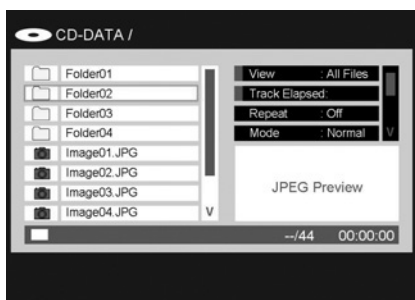 CD-DATA /
Folder01
Folder02
Folder03
Folder04
Image01.JPG
Image02.JPG
Image03.JPG
Image04.JPG
V
View : All Files
Track Elapsed:
Repeat : Off
Mode : Normal
V
JPEG Preview
--/44 00:00:00